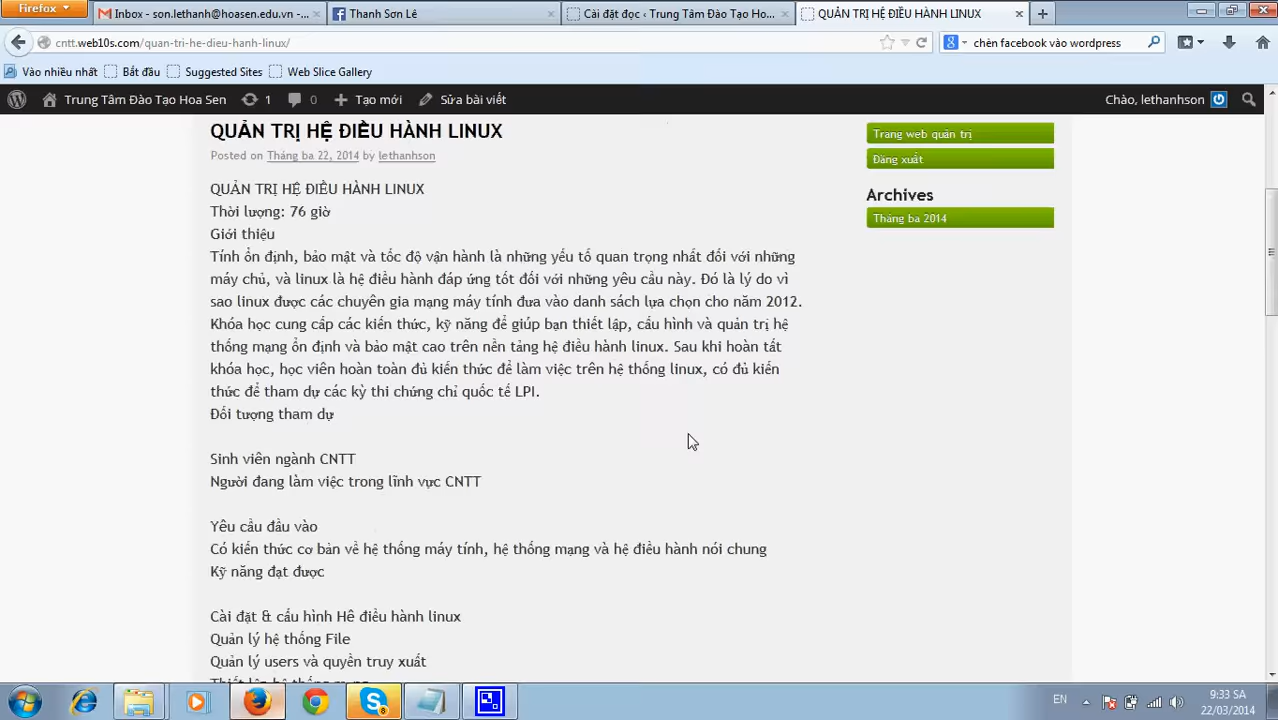 Firefox
Inbox - son.lethanh@hoasen.edu.vn -...
Thanh Sơn Lê
Cài đặt đọc ‹ Trung Tâm Đào Tạo Ho...
QUẢN TRỊ HỆ ĐIỀU HÀNH LINUX
cntt.web10s.com/quan-tri-he-dieu-hanh-linux/
chèn facebook vào wordpress
Vào nhiều nhất
Bắt đầu
Suggested Sites
Web Slice Gallery
Trung Tâm Đào Tạo Hoa Sen
1
0
Tạo mới
Sửa bài viết
Chào, lethanhson
QUẢN TRỊ HỆ ĐIỀU HÀNH LINUX
Posted on Tháng ba 22, 2014 by lethanhson
QUẢN TRỊ HỆ ĐIỀU HÀNH LINUX
Thời lượng: 76 giờ
Giới thiệu
Tính ổn định, bảo mật và tốc độ vận hành là những yếu tố quan trọng nhất đối với những
máy chủ, và linux là hệ điều hành đáp ứng tốt đối với những yêu cầu này. Đó là lý do vì
sao linux được các chuyên gia mạng máy tính đưa vào danh sách lựa chọn cho năm 2012.
Khóa học cung cấp các kiến thức, kỹ năng để giúp bạn thiết lập, cấu hình và quản trị hệ
thống mạng ổn định và bảo mật cao trên nền tảng hệ điều hành linux. Sau khi hoàn tất
khóa học, học viên hoàn toàn đủ kiến thức để làm việc trên hệ thống linux, có đủ kiến
thức để tham dự các kỳ thi chứng chỉ quốc tế LPI.
Đối tượng tham dự
Sinh viên ngành CNTT
Người đang làm việc trong lĩnh vực CNTT
Yêu cầu đầu vào
Có kiến thức cơ bản về hệ thống máy tính, hệ thống mạng và hệ điều hành nói chung
Kỹ năng đạt được
Cài đặt & cấu hình Hê điều hành linux
Quản lý hệ thống File
Quản lý users và quyền truy xuất
Thiết lập hệ thống mạng
Trang web quản trị
Đăng xuất
Archives
Tháng ba 2014
EN
9:33 SA
22/03/2014